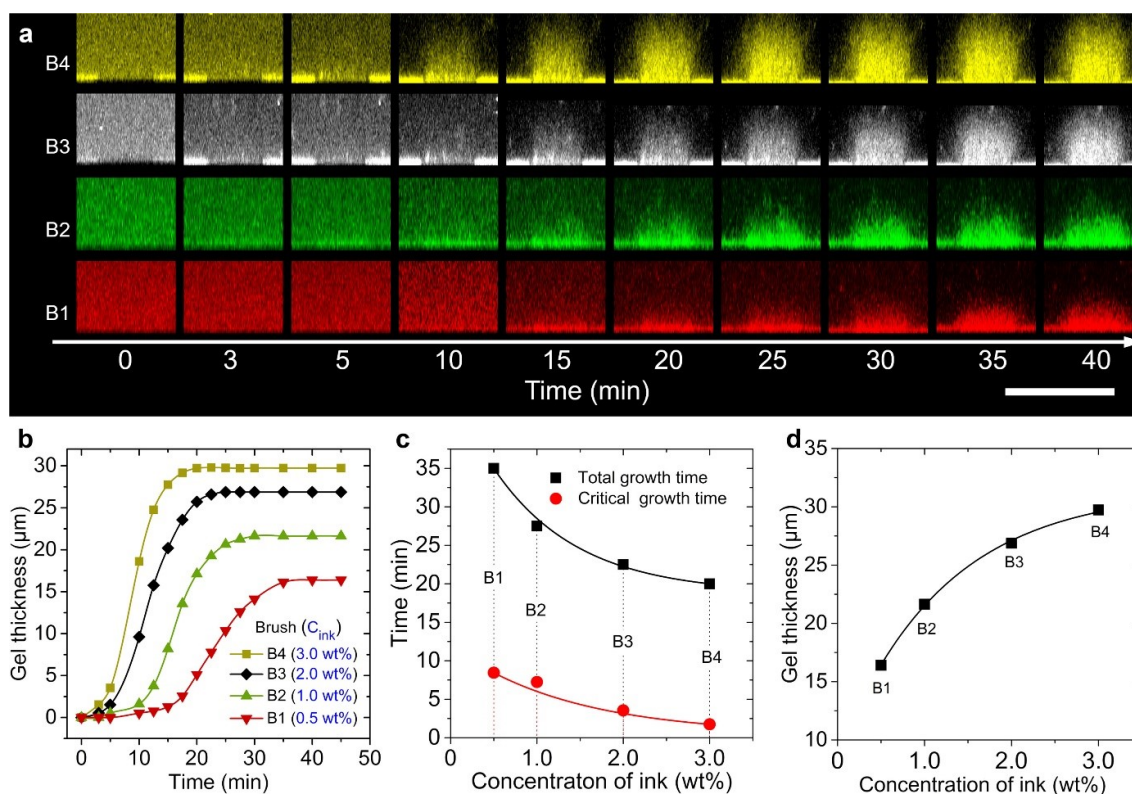 a
B4
B3
B2
B1
0 3 5 10 15 20 25 30 35 40
Time (min)
b
Gel thickness (µm)
30
25
20
15
10
5
0
Brush (Cink)
B4 (3.0 wt%)
B3 (2.0 wt%)
B2 (1.0 wt%)
B1 (0.5 wt%)
0 10 20 30 40 50
Time (min)
c
Time (min)
35
30
25
20
15
10
5
0
Total growth time
Critical growth time
B1
B2
B3
B4
0 1.0 2.0 3.0
Concentraton of ink (wt%)
d
Gel thickness (µm)
35
30
25
20
15
10
B4
B3
B2
B1
0 1.0 2.0 3.0
Concentration of ink (wt%)